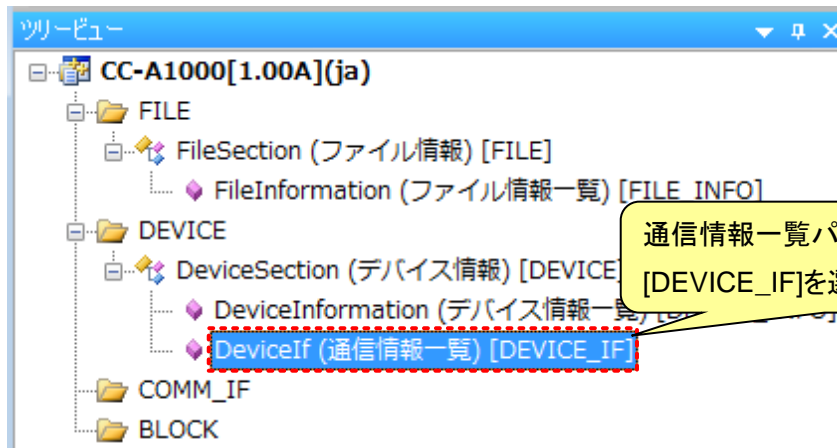 ツリービュー
CC-A1000[1.00A](ja)
FILE
FileSection (ファイル情報) [FILE]
FileInformation (ファイル情報一覧) [FILE_INFO]
DEVICE
通信情報一覧パ
DeviceSection (デバイス情報) [DEVICE]
[DEVICE_IF]を
DeviceInformation (デバイス情報一覧)
DeviceIf (通信情報一覧) [DEVICE_IF]
COMM_IF
BLOCK